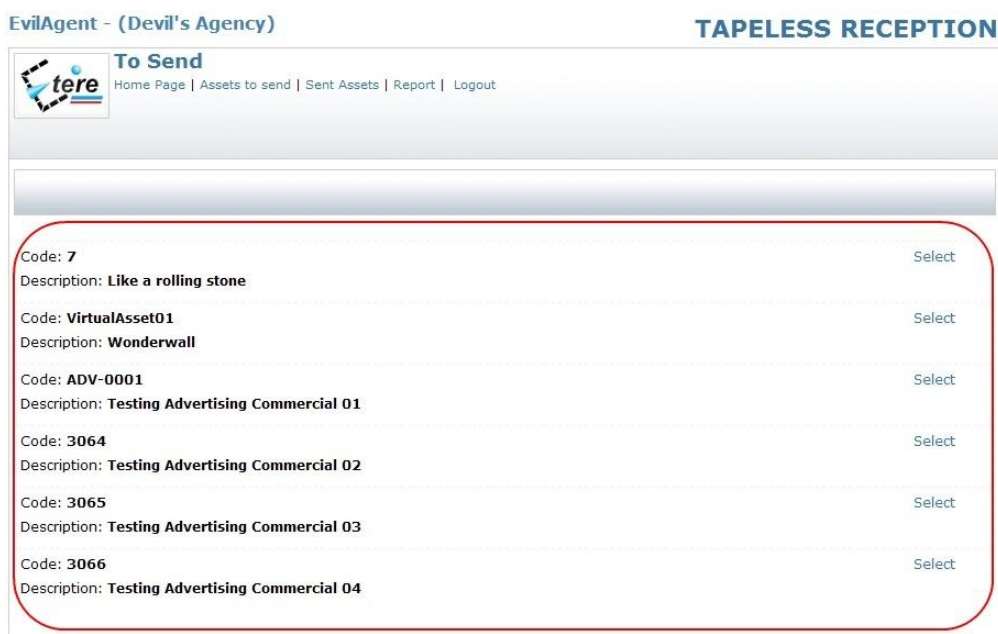 EvilAgent - (Devil's Agency)
TAPELESS RECEPTION
Etere
To Send
Home Page | Assets to send | Sent Assets | Report | Logout
Code: 7
Select
Description: Like a rolling stone
Code: VirtualAsset01
Select
Description: Wonderwall
Code: ADV-0001
Select
Description: Testing Advertising Commercial 01
Code: 3064
Select
Description: Testing Advertising Commercial 02
Code: 3065
Select
Description: Testing Advertising Commercial 03
Code: 3066
Select
Description: Testing Advertising Commercial 04